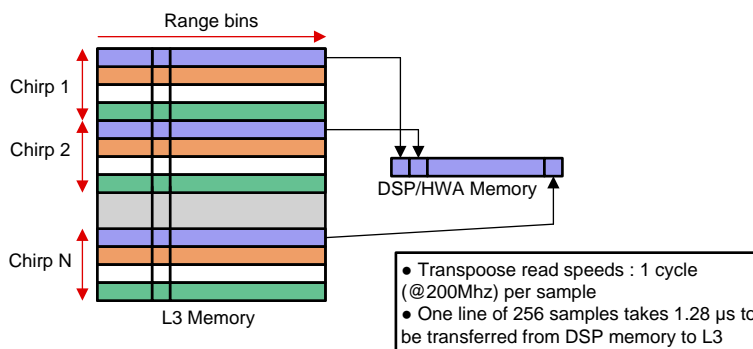 Range bins
Chirp 1
Chirp 2
Chirp N
L3 Memory
DSP/HWA Memory
● Transpoose read speeds : 1 cycle
(@200Mhz) per sample
● One line of 256 samples takes 1.28 µs to
be transferred from DSP memory to L3